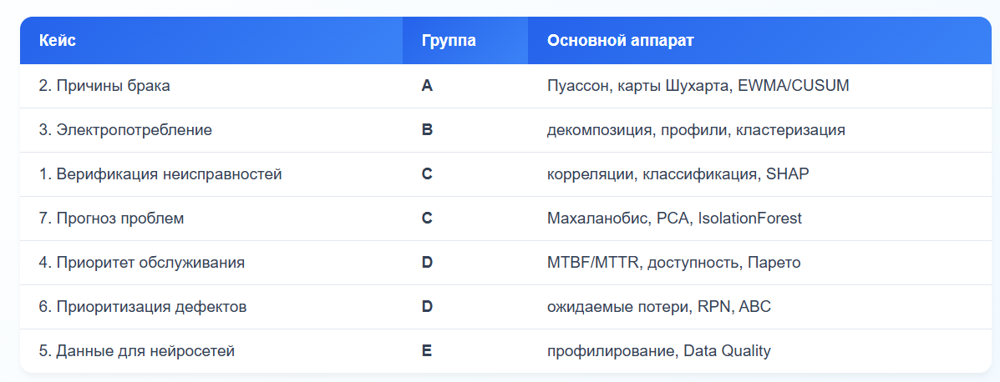 Кейс Группа Основной аппарат
2. Причины брака A Пуассон, карты Шухарта, EWMA/CUSUM
3. Электропотребление B декомпозиция, профили, кластеризация
1. Верификация неисправностей C корреляции, классификация, SHAP
7. Прогноз проблем C Махаланобис, PCA, IsolationForest
4. Приоритет обслуживания D MTBF/MTTR, доступность, Парето
6. Приоритизация дефектов D ожидаемые потери, RPN, ABC
5. Данные для нейросетей E профилирование, Data Quality